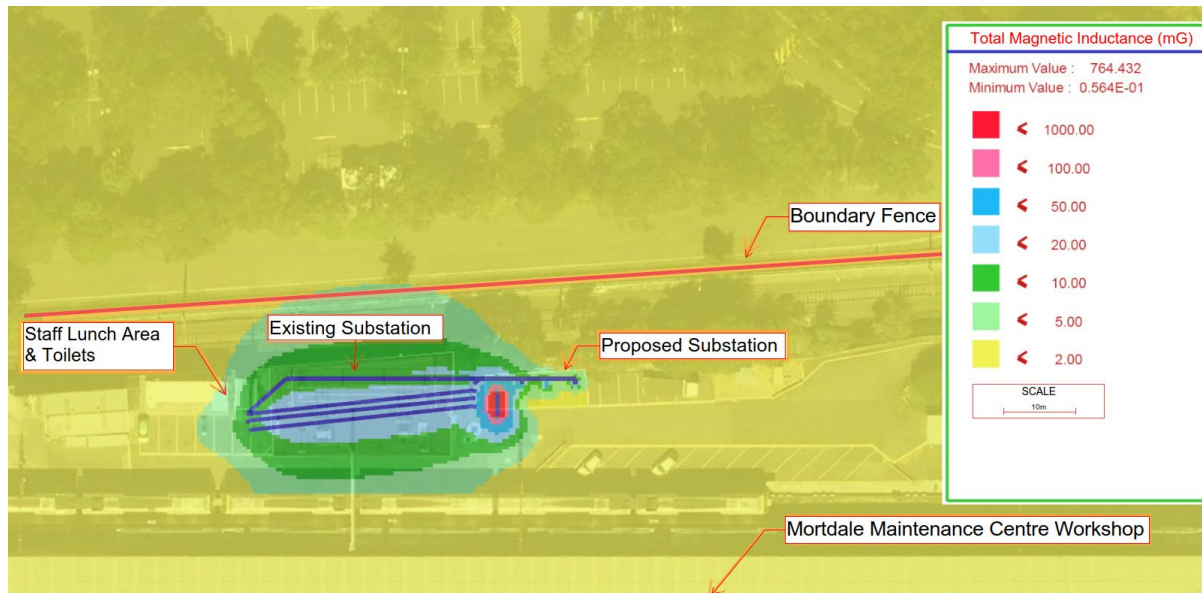 Total Magnetic Inductance (mG)
Maximum Value : 764.432
Minimum Value : 0.564E-01
< 1000.00
< 100.00
< 50.00
< 20.00
< 10.00
< 5.00
< 2.00
SCALE
10m
Boundary Fence
Staff Lunch Area
& Toilets
Existing Substation
Proposed Substation
Mortdale Maintenance Centre Workshop